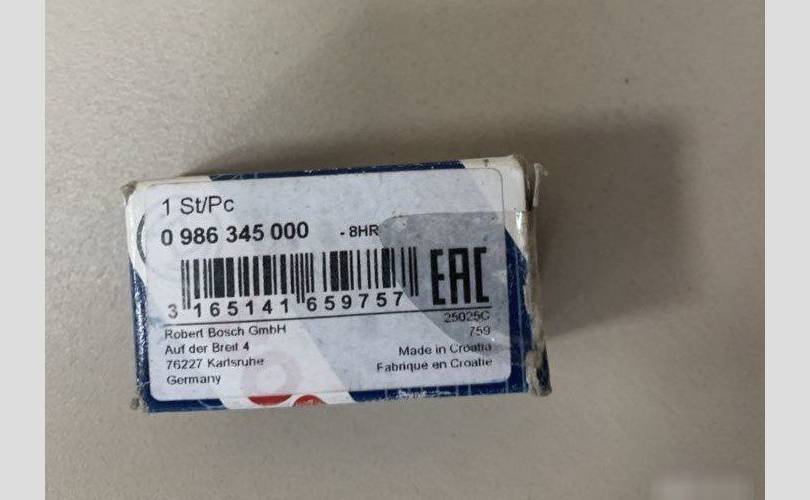 1 St/Pc
0 986 345 000 - 8HR
3 165141 659757
EAC
25025C
759
Robert Bosch GmbH
Auf der Breit 4
76227 Karlsruhe
Germany
Made in Croatia
Fabriqué en Croatie